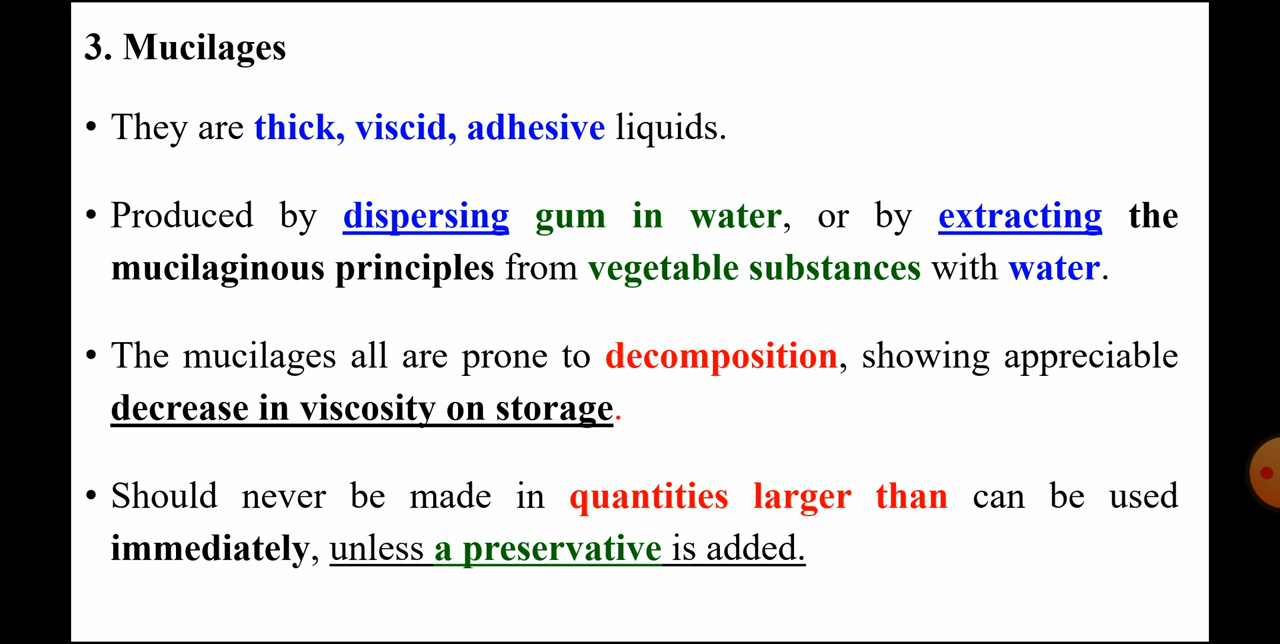 3. Mucilages
• They are thick, viscid, adhesive liquids.
• Produced by dispersing gum in water, or by extracting the
mucilaginous principles from vegetable substances with water.
• The mucilages all are prone to decomposition, showing appreciable
decrease in viscosity on storage.
• Should never be made in quantities larger than can be used
immediately, unless a preservative is added.